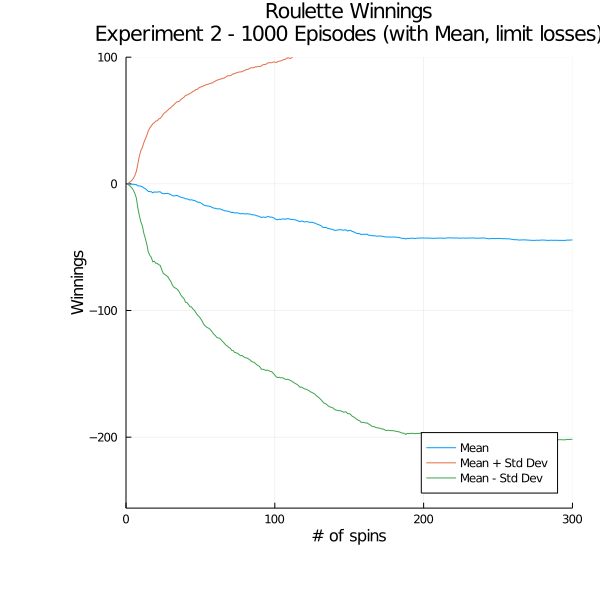 Roulette Winnings
Experiment 2 - 1000 Episodes (with Mean, limit losses)
100
0
−100
−200
Winnings
Mean
Mean + Std Dev
Mean - Std Dev
0
100
200
300
# of spins